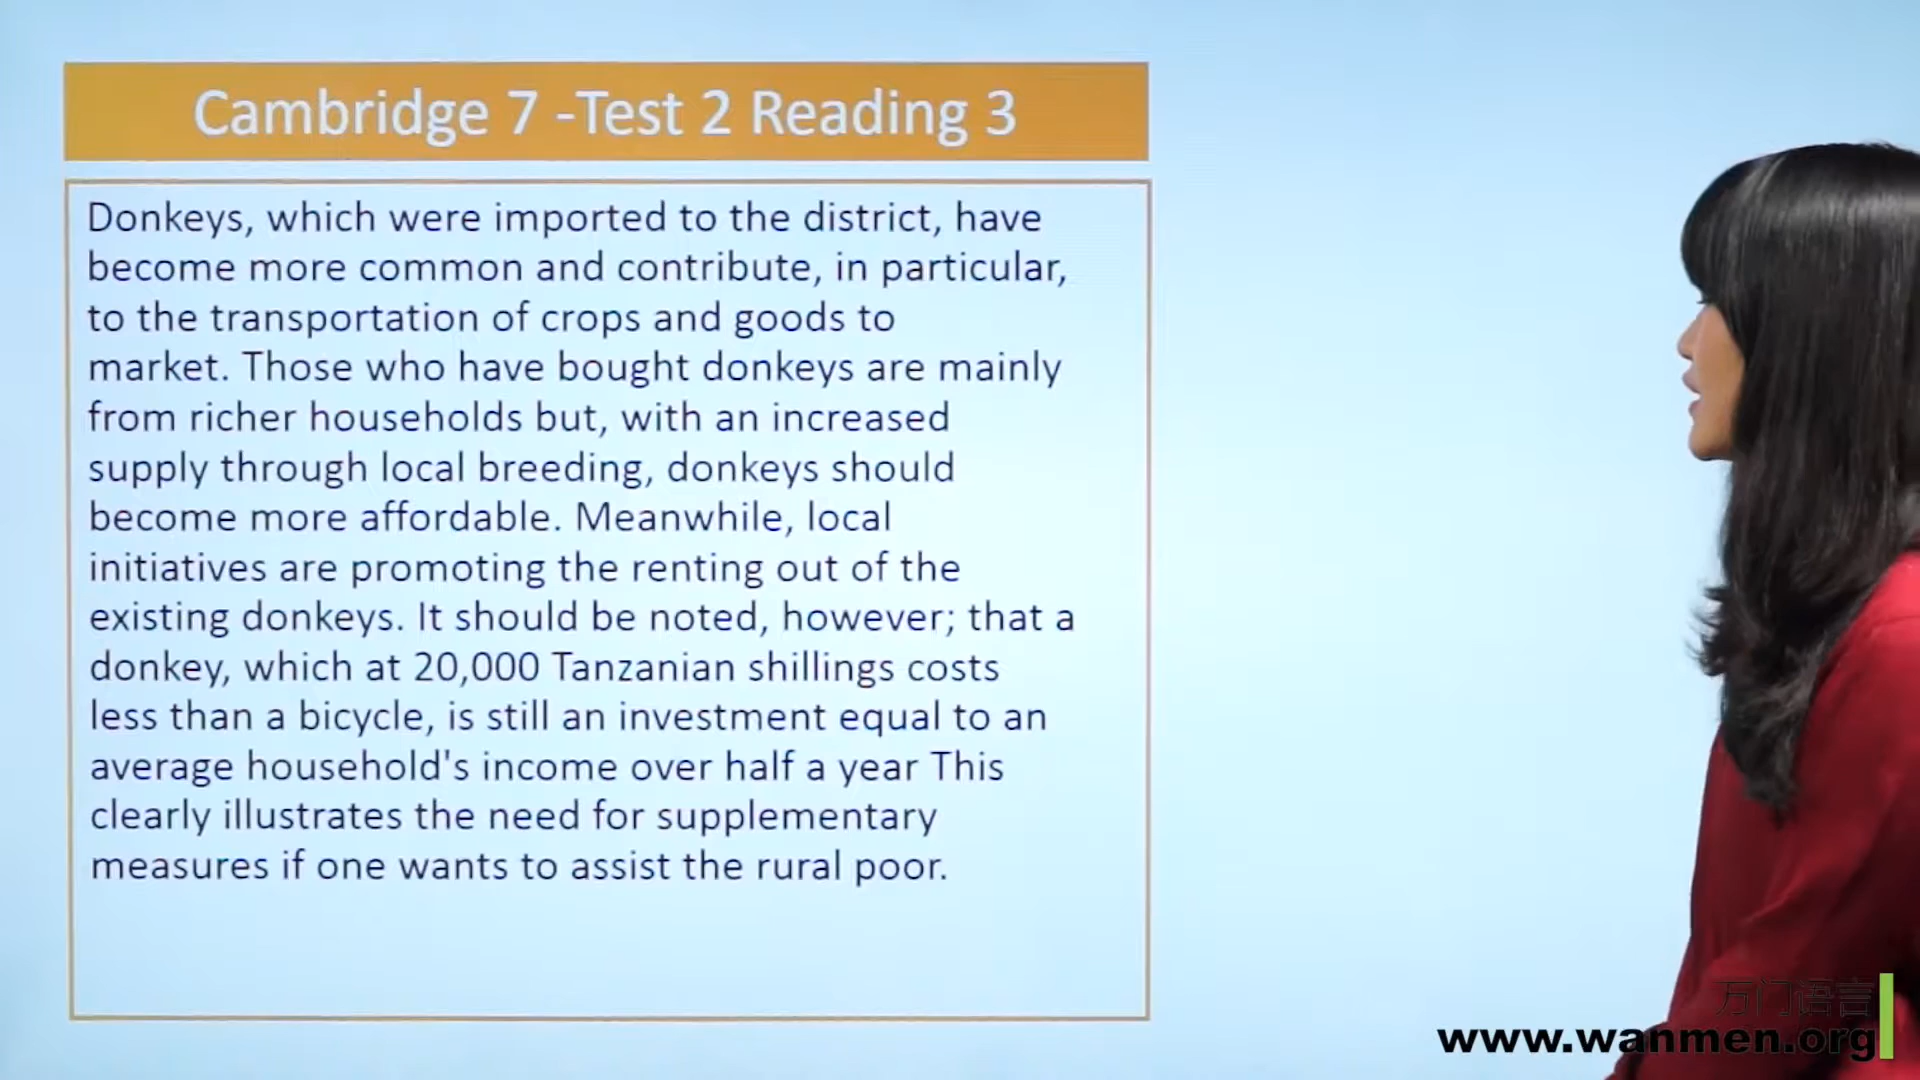 Cambridge 7 -Test 2 Reading 3
Donkeys, which were imported to the district, have
become more common and contribute, in particular,
to the transportation of crops and goods to
market. Those who have bought donkeys are mainly
from richer households but, with an increased
supply through local breeding, donkeys should
become more affordable. Meanwhile, local
initiatives are promoting the renting out of the
existing donkeys. It should be noted, however; that a
donkey, which at 20,000 Tanzanian shillings costs
less than a bicycle, is still an investment equal to an
average household's income over half a year This
clearly illustrates the need for supplementary
measures if one wants to assist the rural poor.
万门语言
www.wanmen.org